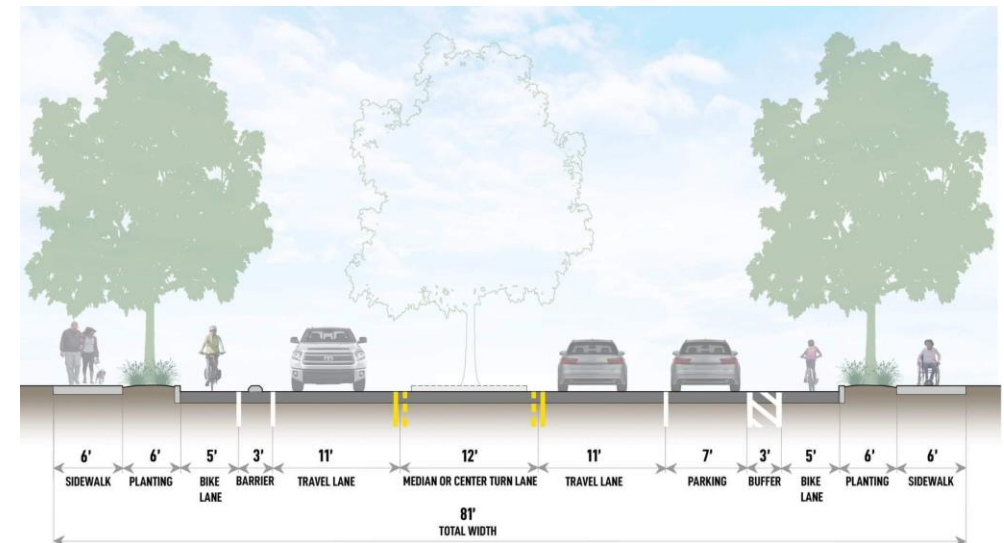 6' 6' 5' 3' 11' 12' 11' 7' 3' 5' 6' 6'
SIDEWALK PLANTING BIKE LANE BARRIER TRAVEL LANE MEDIAN OR CENTER TURN LANE TRAVEL LANE PARKING BUFFER BIKE LANE PLANTING SIDEWALK
81'
TOTAL WIDTH